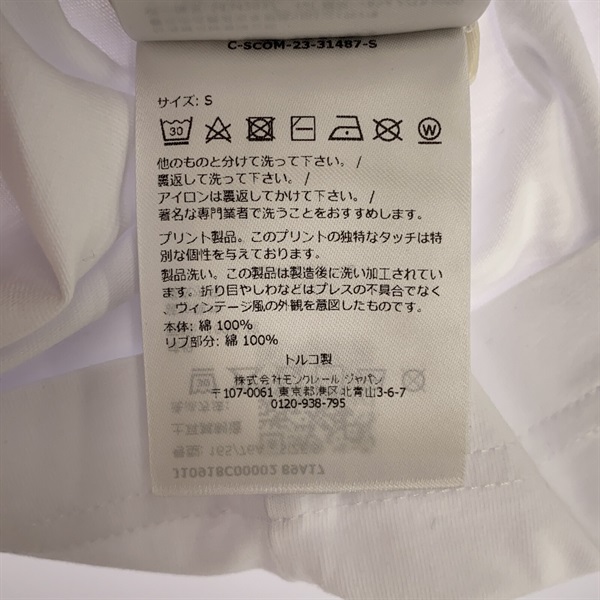 C-SCOM-23-31487-S
サイズ: S
30
W
他のものと分けて洗って下さい。/
裏返して洗って下さい。/
アイロンは裏返してかけて下さい。/
著名な専門業者で洗うことをおすすめします。
プリント製品。このプリントの独特なタッチは特
別な個性を与えております。
製品洗い。この製品は製造後に洗い加工されてい
ます。折り目やしわなどはプレスの不具合でなく
、ヴィンテージ風の外観を意図したものです。
本体: 綿 100%
リブ部分: 綿 100%
トルコ製
株式会社モンクレール ジャパン
〒107-0061 東京都港区北青山3-6-7
0120-938-795
J10918C00002 89A17